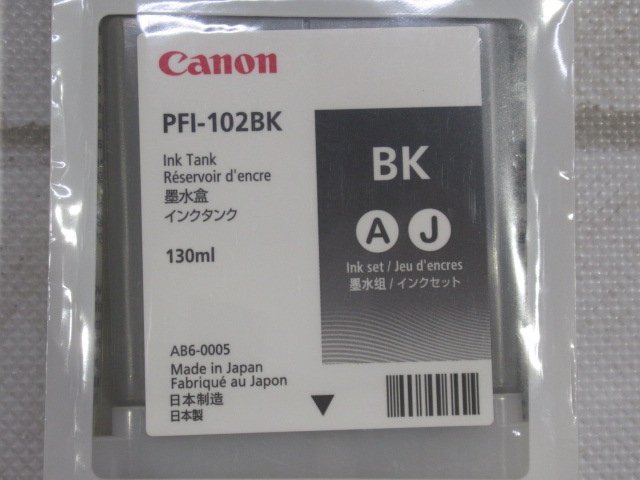 Canon
PFI-102BK
Ink Tank
Réservoir d'encre
墨水盒
インクタンク
130ml
BK
A J
Ink set / Jeu d'encres
墨水组 / インクセット
AB6-0005
Made in Japan
Fabriqué au Japon
日本制造
日本製